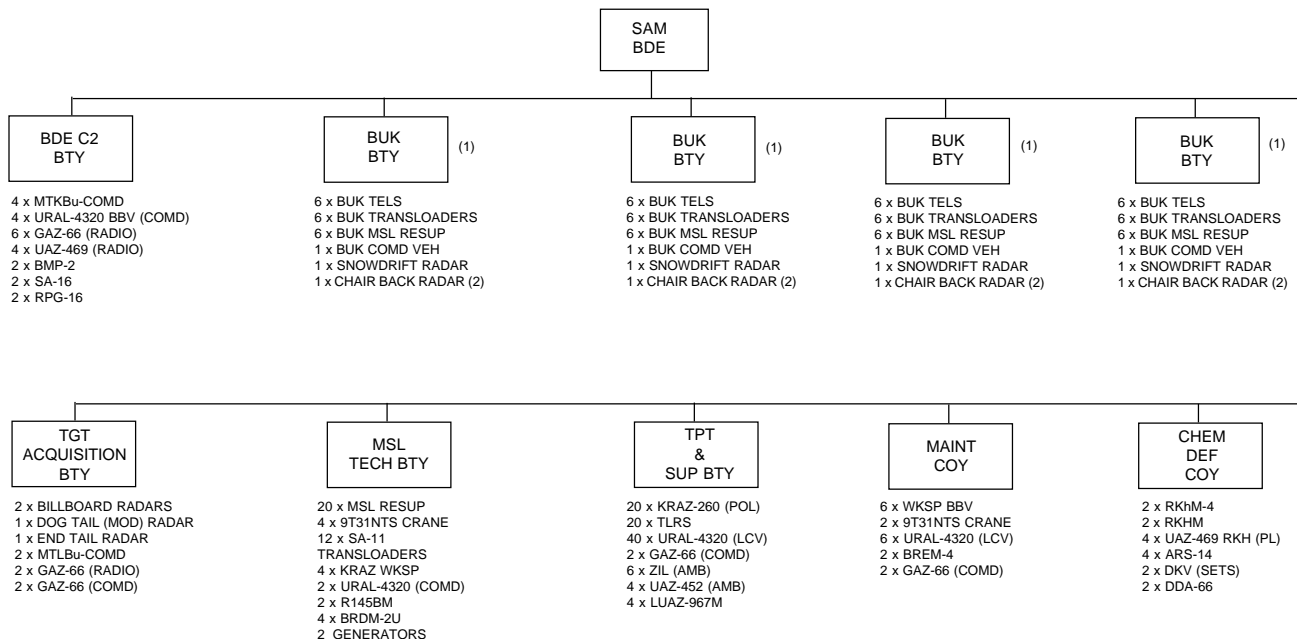 SAM
BDE
BDE C2
BTY
4 x MTKBu-COMD
4 x URAL-4320 BBV (COMD)
6 x GAZ-66 (RADIO)
4 x UAZ-469 (RADIO)
2 x BMP-2
2 x SA-16
2 x RPG-16
BUK
BTY
(1)
6 x BUK TELS
6 x BUK TRANSLOADERS
6 x BUK MSL RESUP
1 x BUK COMD VEH
1 x SNOWDRIFT RADAR
1 x CHAIR BACK RADAR (2)
BUK
BTY
(1)
6 x BUK TELS
6 x BUK TRANSLOADERS
6 x BUK MSL RESUP
1 x BUK COMD VEH
1 x SNOWDRIFT RADAR
1 x CHAIR BACK RADAR (2)
BUK
BTY
(1)
6 x BUK TELS
6 x BUK TRANSLOADERS
6 x BUK MSL RESUP
1 x BUK COMD VEH
1 x SNOWDRIFT RADAR
1 x CHAIR BACK RADAR (2)
BUK
BTY
(1)
6 x BUK TELS
6 x BUK TRANSLOADERS
6 x BUK MSL RESUP
1 x BUK COMD VEH
1 x SNOWDRIFT RADAR
1 x CHAIR BACK RADAR (2)
TGT
ACQUISITION
BTY
2 x BILLBOARD RADARS
1 x DOG TAIL (MOD) RADAR
1 x END TAIL RADAR
2 x MTLBu-COMD
2 x GAZ-66 (RADIO)
2 x GAZ-66 (COMD)
MSL
TECH BTY
20 x MSL RESUP
4 x 9T31NTS CRANE
12 x SA-11
TRANSLOADERS
4 x KRAZ WKSP
2 x URAL-4320 (COMD)
2 x R145BM
4 x BRDM-2U
2 GENERATORS
TPT
&
SUP BTY
20 x KRAZ-260 (POL)
20 x TLRS
40 x URAL-4320 (LCV)
2 x GAZ-66 (COMD)
6 x ZIL (AMB)
4 x UAZ-452 (AMB)
4 x LUAZ-967M
MAINT
COY
6 x WKSP BBV
2 x 9T31NTS CRANE
6 x URAL-4320 (LCV)
2 x BREM-4
2 x GAZ-66 (COMD)
CHEM
DEF
COY
2 x RKhM-4
2 x RKHM
4 x UAZ-469 RKH (PL)
4 x ARS-14
2 x DKV (SETS)
2 x DDA-66